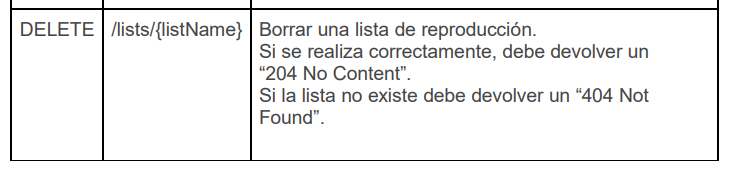 DELETE /lists/{listName} Borrar una lista de reproducción.
Si se realiza correctamente, debe devolver un
“204 No Content”.
Si la lista no existe debe devolver un “404 Not
Found”.